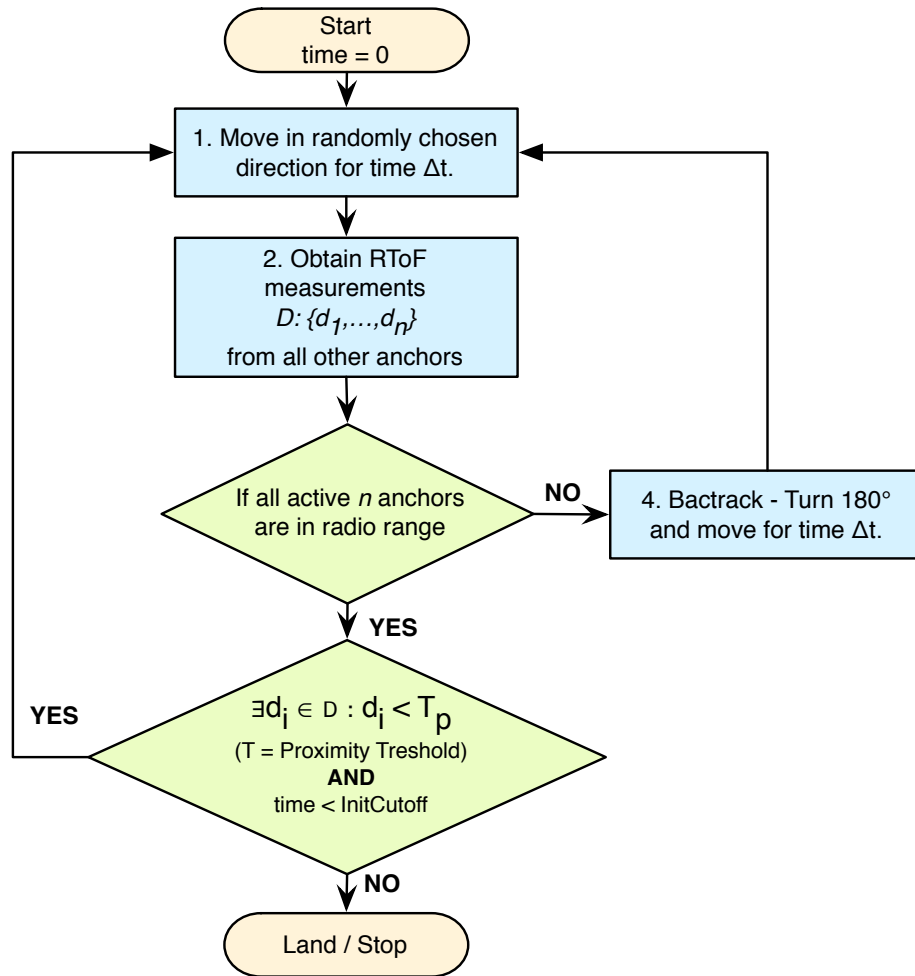 Start
time = 0
1. Move in randomly chosen
direction for time Δt.
2. Obtain RToF
measurements
D: {d₁,...,dₙ}
from all other anchors
If all active n anchors
are in radio range
NO
4. Bactrack - Turn 180°
and move for time Δt.
YES
YES
∃dᵢ ∈ D : dᵢ < Tₚ
(T = Proximity Treshold)
AND
time < InitCutoff
NO
Land / Stop